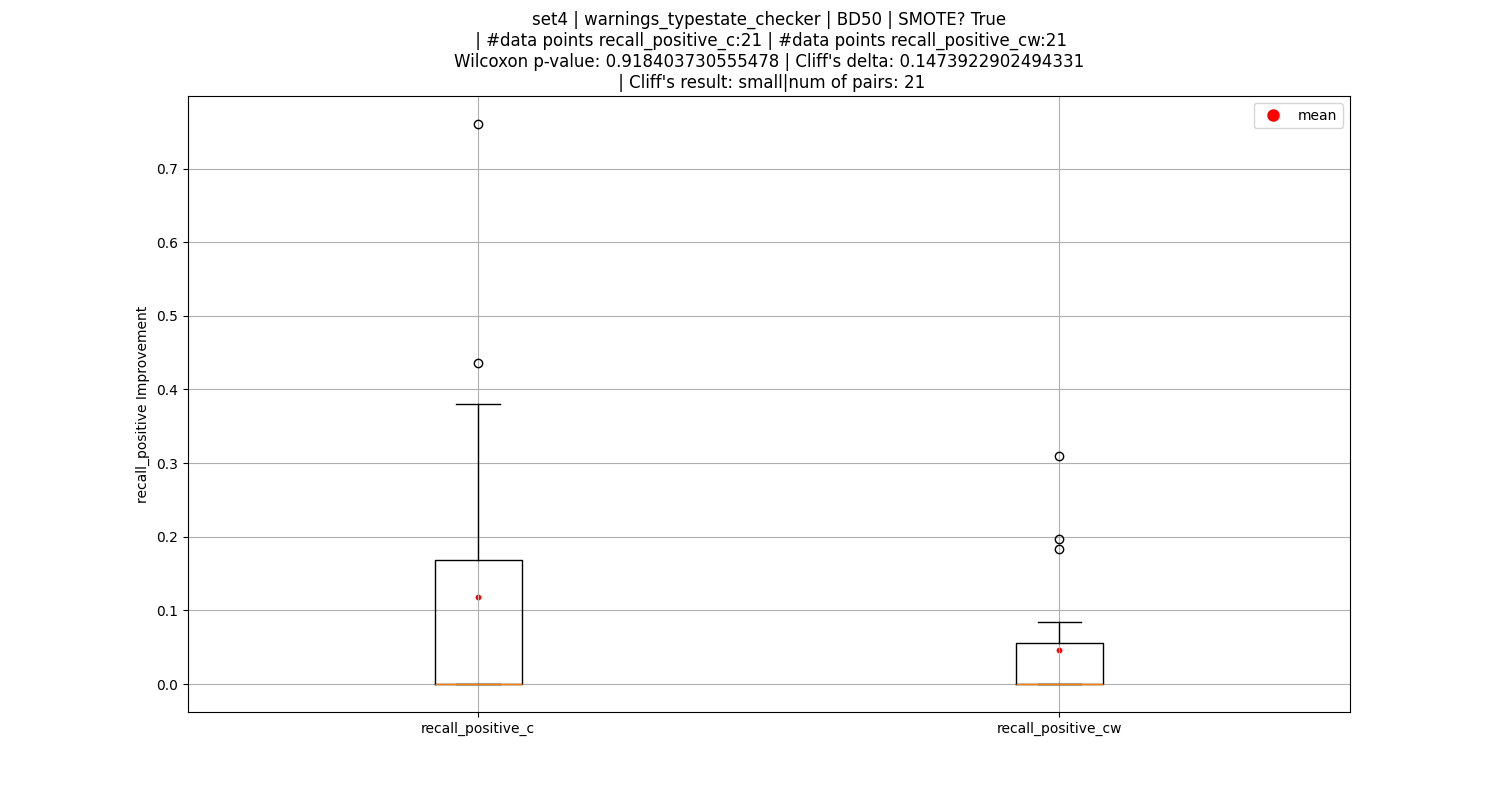 set4 | warnings_typestate_checker | BD50 | SMOTE? True
| #data points recall_positive_c:21 | #data points recall_positive_cw:21
Wilcoxon p-value: 0.918403730555478 | Cliff's delta: 0.1473922902494331
| Cliff's result: small|num of pairs: 21
mean
0.7
0.6
0.5
0.4
0.3
0.2
0.1
0.0
recall_positive Improvement
recall_positive_c
recall_positive_cw